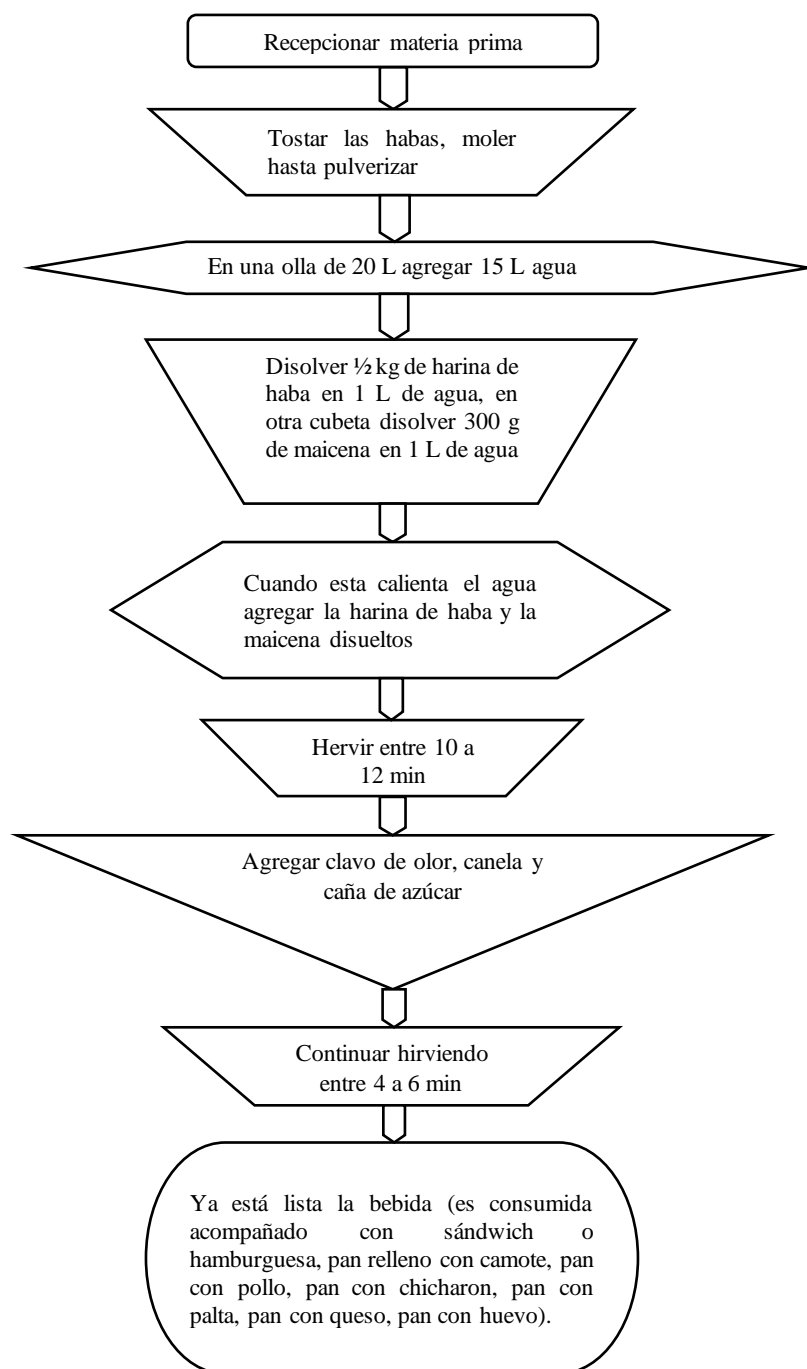 Recepcionar materia prima
Tostar las habas, moler
hasta pulverizar
En una olla de 20 L agregar 15 L agua
Disolver ½ kg de harina de
haba en 1 L de agua, en
otra cubeta disolver 300 g
de maicena en 1 L de agua
Cuando esta calienta el agua
agregar la harina de haba y la
maicena disueltos
Hervir entre 10 a
12 min
Agregar clavo de olor, canela y
caña de azúcar
Continuar hirviendo
entre 4 a 6 min
Ya está lista la bebida (es consumida
acompañado con sándwich o
hamburguesa, pan relleno con camote, pan
con pollo, pan con chicharon, pan con
palta, pan con queso, pan con huevo).